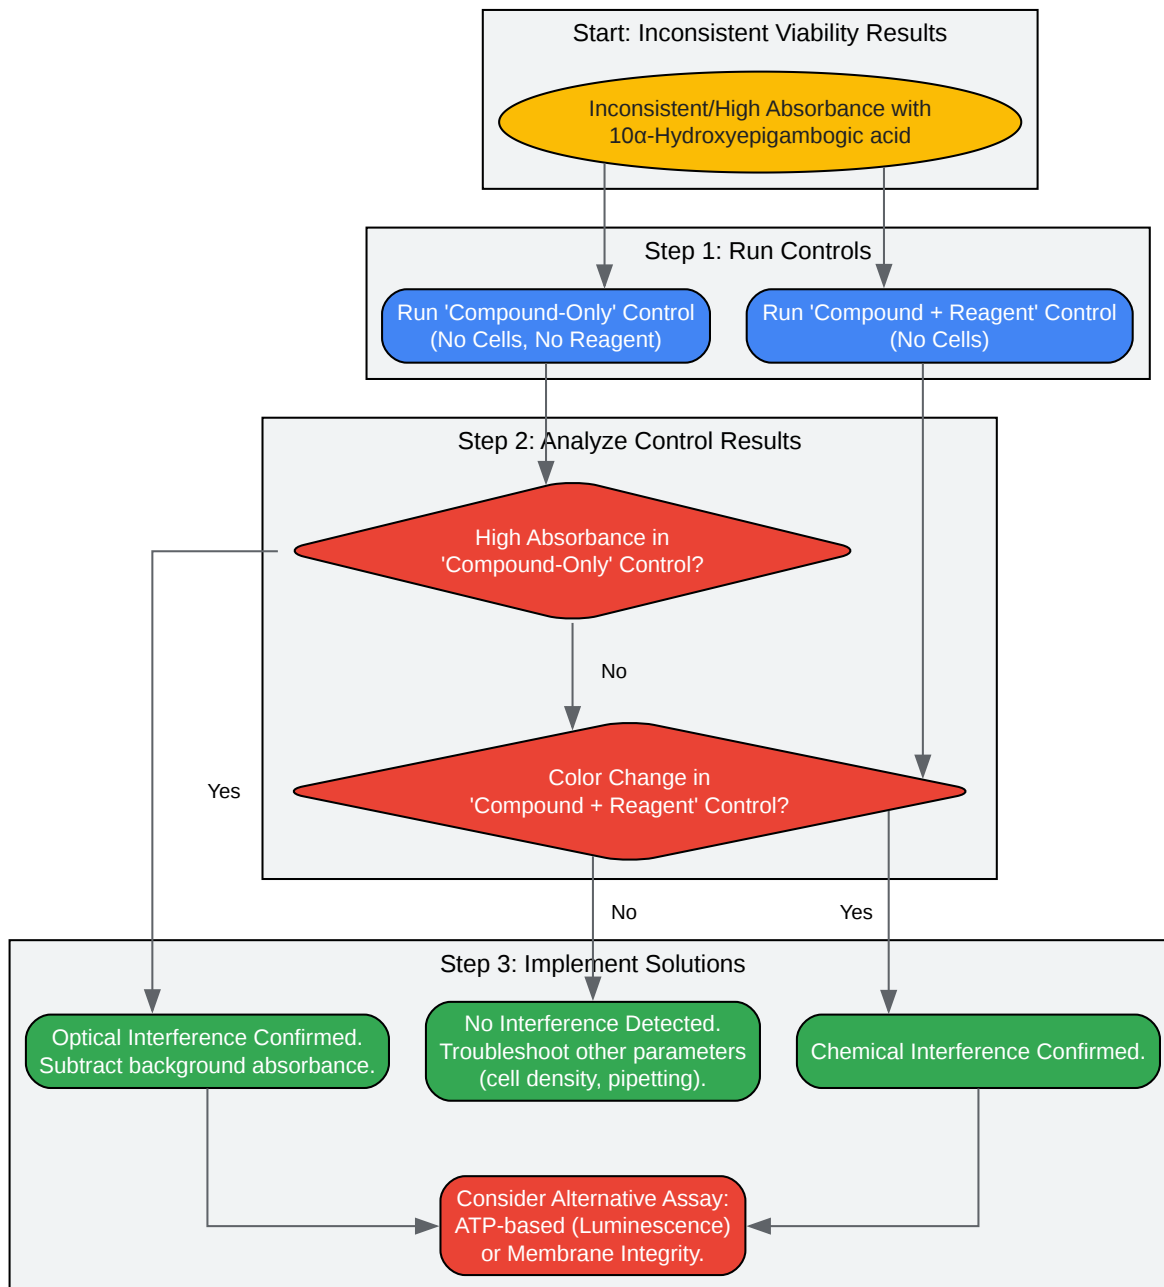 Start: Inconsistent Viability Results
Inconsistent/High Absorbance with
10α-Hydroxyepigambogic acid
Step 1: Run Controls
Run 'Compound-Only' Control
(No Cells, No Reagent)
Run 'Compound + Reagent' Control
(No Cells)
Step 2: Analyze Control Results
High Absorbance in
'Compound-Only' Control?
No
Color Change in
'Compound + Reagent' Control?
Yes
No
Yes
Step 3: Implement Solutions
Optical Interference Confirmed.
Subtract background absorbance.
No Interference Detected.
Troubleshoot other parameters
(cell density, pipetting).
Chemical Interference Confirmed.
Consider Alternative Assay:
ATP-based (Luminescence)
or Membrane Integrity.